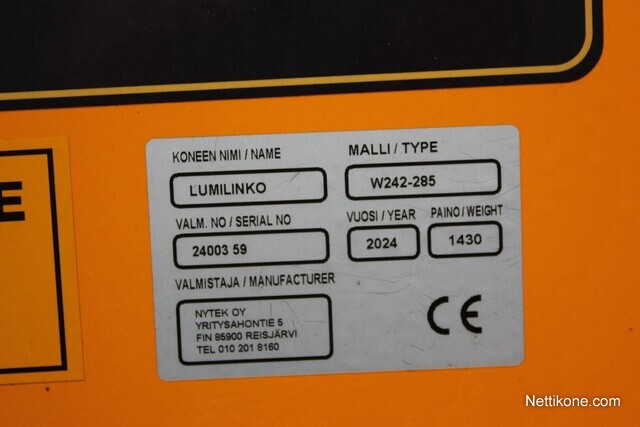 E
KONEEN NIMI / NAME
LUMILINKO
MALLI / TYPE
W242-285
VALM. NO / SERIAL NO
24003 59
VUOSI / YEAR
2024
PAINO / WEIGHT
1430
VALMISTAJA / MANUFACTURER
NYTEK OY
YRITYSAHONTIE 5
FIN 85900 REISJÄRVI
TEL 010 201 8160
CE
Nettikone.com